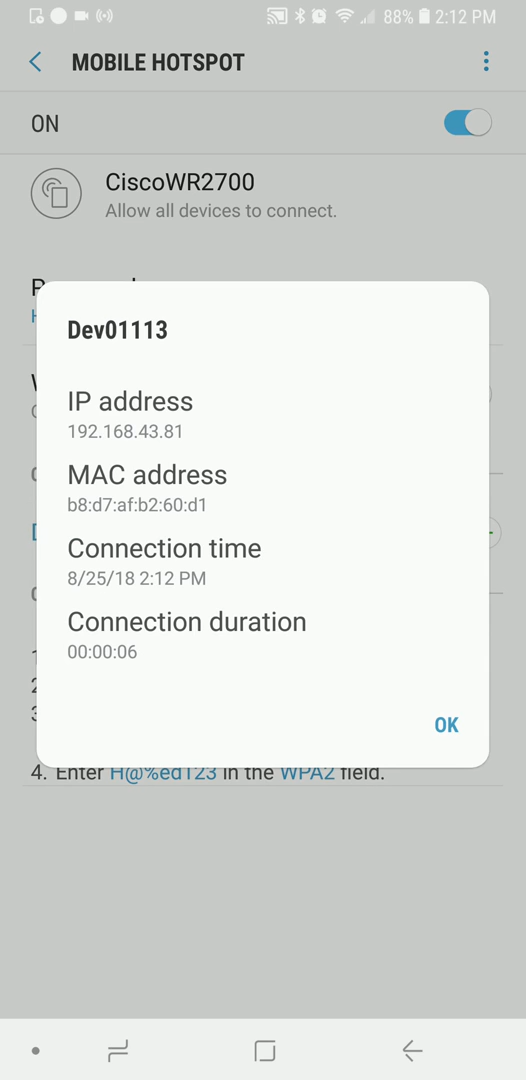 88% 2:12 PM
MOBILE HOTSPOT
ON
CiscoWR2700
Allow all devices to connect.
Dev01113
IP address
192.168.43.81
MAC address
b8:d7:af:b2:60:d1
Connection time
8/25/18 2:12 PM
Connection duration
00:00:06
OK
4. Enter H@%ed123 in the WPA2 field.